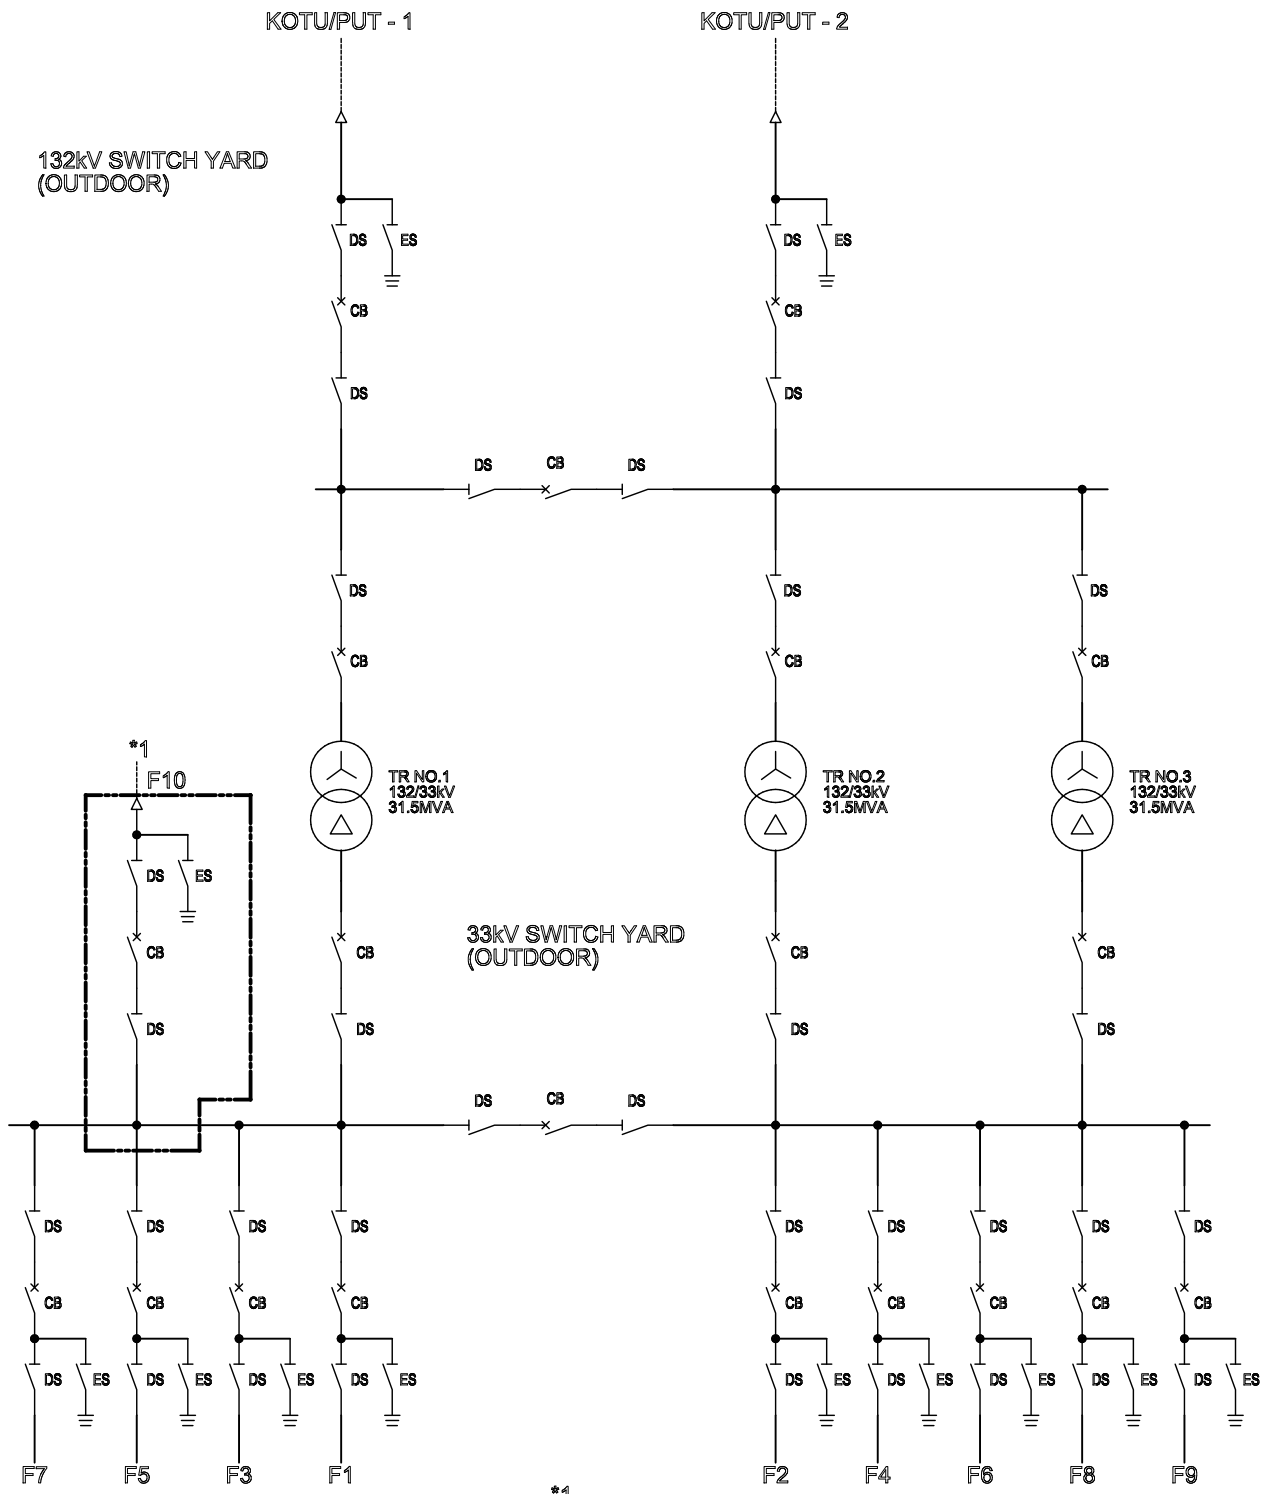 KOTU/PUT - 1
KOTU/PUT - 2
132kV SWITCH YARD
(OUTDOOR)
DS
ES
DS
ES
CB
CB
DS
DS
DS
CB
DS
DS
DS
DS
CB
CB
CB
*1
F10
TR NO.1
132/33kV
31.5MVA
TR NO.2
132/33kV
31.5MVA
TR NO.3
132/33kV
31.5MVA
DS
ES
33kV SWITCH YARD
(OUTDOOR)
CB
CB
CB
CB
DS
DS
DS
DS
DS
CB
DS
DS
DS
DS
DS
DS
DS
DS
DS
DS
CB
CB
CB
CB
CB
CB
CB
CB
CB
DS
ES
DS
ES
DS
ES
DS
ES
DS
ES
DS
ES
DS
ES
DS
ES
DS
ES
F7
F5
F3
F1
F2
F4
F6
F8
F9
*1